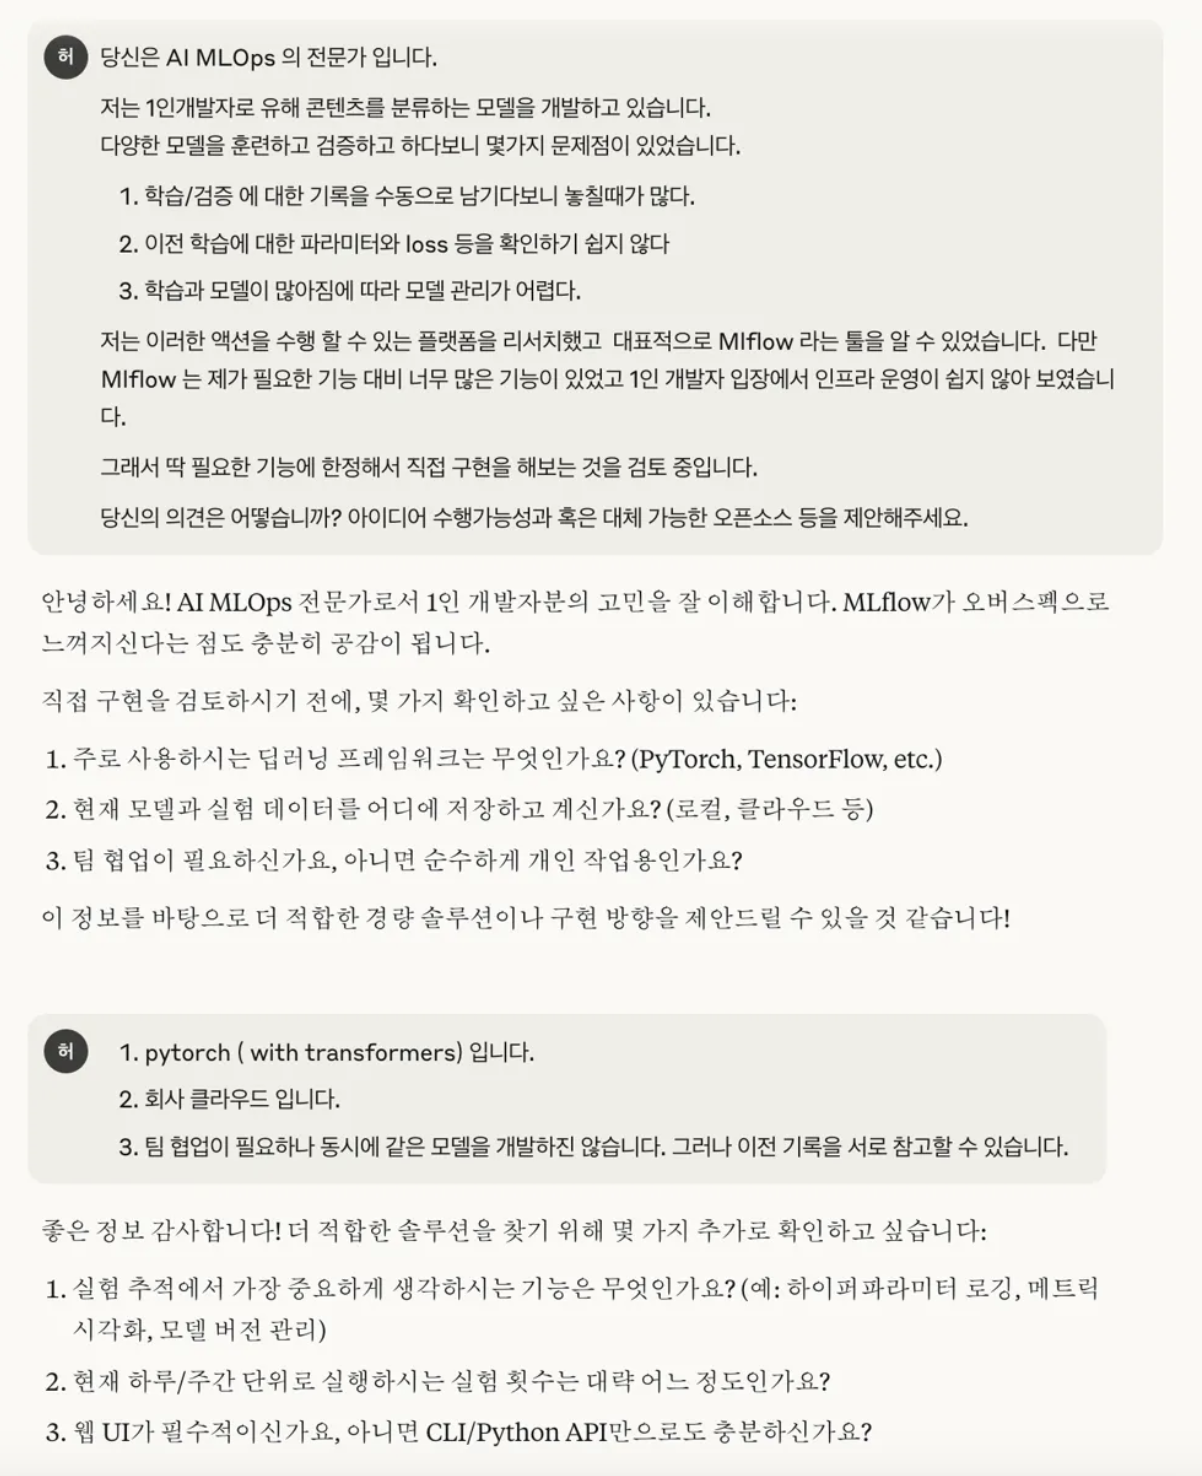 허
당신은 AI MLOps 의 전문가 입니다.
저는 1인개발자로 유해 콘텐츠를 분류하는 모델을 개발하고 있습니다.
다양한 모델을 훈련하고 검증하고 하다보니 몇가지 문제점이 있었습니다.
1. 학습/검증 에 대한 기록을 수동으로 남기다보니 놓칠때가 많다.
2. 이전 학습에 대한 파라미터와 loss 등을 확인하기 쉽지 않다
3. 학습과 모델이 많아짐에 따라 모델 관리가 어렵다.
저는 이러한 액션을 수행 할 수 있는 플랫폼을 리서치했고 대표적으로 Mlflow 라는 툴을 알 수 있었습니다. 다만
Mlflow 는 제가 필요한 기능 대비 너무 많은 기능이 있었고 1인 개발자 입장에서 인프라 운영이 쉽지 않아 보였습니
다.
그래서 딱 필요한 기능에 한정해서 직접 구현을 해보는 것을 검토 중입니다.
당신의 의견은 어떻습니까? 아이디어 수행가능성과 혹은 대체 가능한 오픈소스 등을 제안해주세요.
안녕하세요! AI MLOps 전문가로서 1인 개발자분의 고민을 잘 이해합니다. MLflow가 오버스펙으로
느껴지신다는 점도 충분히 공감이 됩니다.
직접 구현을 검토하시기 전에, 몇 가지 확인하고 싶은 사항이 있습니다:
1. 주로 사용하시는 딥러닝 프레임워크는 무엇인가요? (PyTorch, TensorFlow, etc.)
2. 현재 모델과 실험 데이터를 어디에 저장하고 계신가요? (로컬, 클라우드 등)
3. 팀 협업이 필요하신가요, 아니면 순수하게 개인 작업용인가요?
이 정보를 바탕으로 더 적합한 경량 솔루션이나 구현 방향을 제안드릴 수 있을 것 같습니다!
허
1. pytorch ( with transformers) 입니다.
2. 회사 클라우드 입니다.
3. 팀 협업이 필요하나 동시에 같은 모델을 개발하진 않습니다. 그러나 이전 기록을 서로 참고할 수 있습니다.
좋은 정보 감사합니다! 더 적합한 솔루션을 찾기 위해 몇 가지 추가로 확인하고 싶습니다:
1. 실험 추적에서 가장 중요하게 생각하시는 기능은 무엇인가요? (예: 하이퍼파라미터 로깅, 메트릭
시각화, 모델 버전 관리)
2. 현재 하루/주간 단위로 실행하시는 실험 횟수는 대략 어느 정도인가요?
3. 웹 UI가 필수적이신가요, 아니면 CLI/Python API만으로도 충분하신가요?